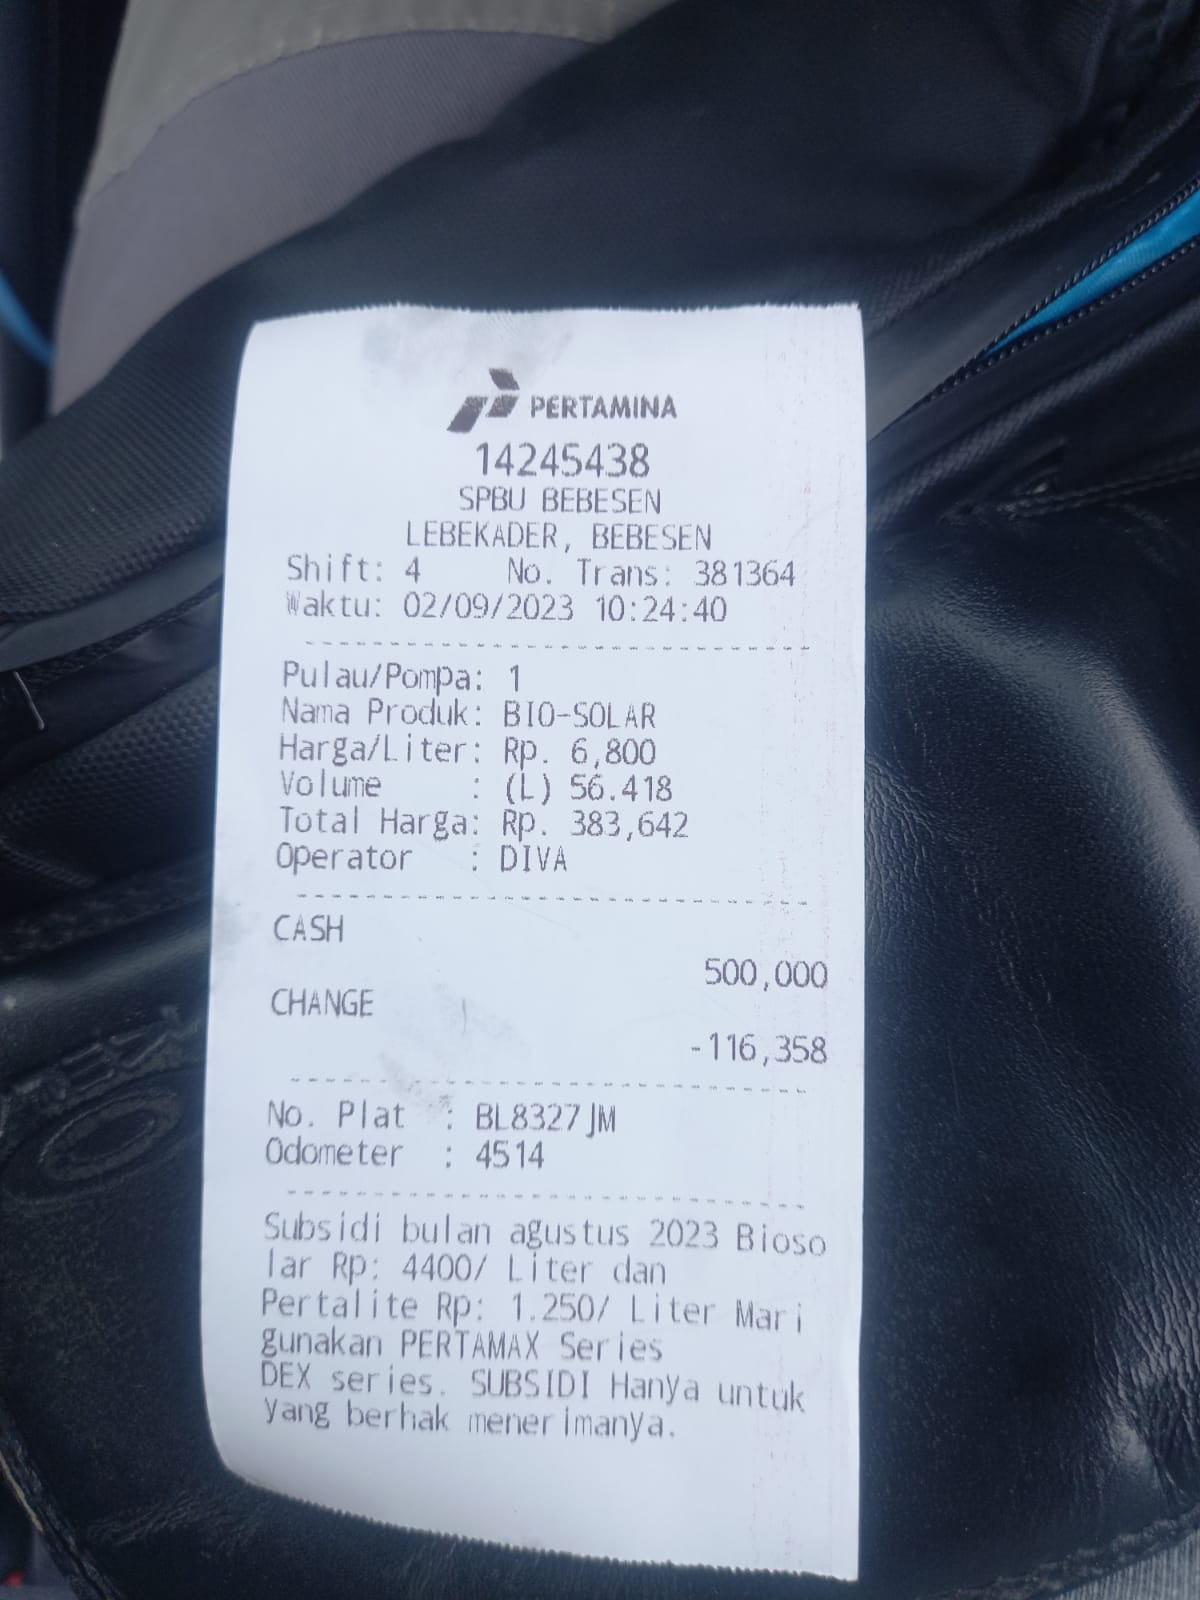 PERTAMINA
14245438
SPBU BEBESEN
LEBEKADER, BEBESEN
Shift: 4 No. Trans: 381364
Waktu: 02/09/2023 10:24:40
Pulau/Pompa: 1
Nama Produk: BIO-SOLAR
Harga/Liter: Rp. 6,800
Volume : (L) 56.418
Total Harga: Rp. 383,642
Operator : DIVA
CASH
500,000
CHANGE
-116,358
No. Plat : BL8327JM
Odometer : 4514
Subsidi bulan agustus 2023 Bioso
lar Rp: 4400/ Liter dan
Pertalite Rp: 1.250/ Liter Mari
gunakan PERTAMAX Series
DEX series. SUBSIDI Hanya untuk
yang berhak menerimanya.